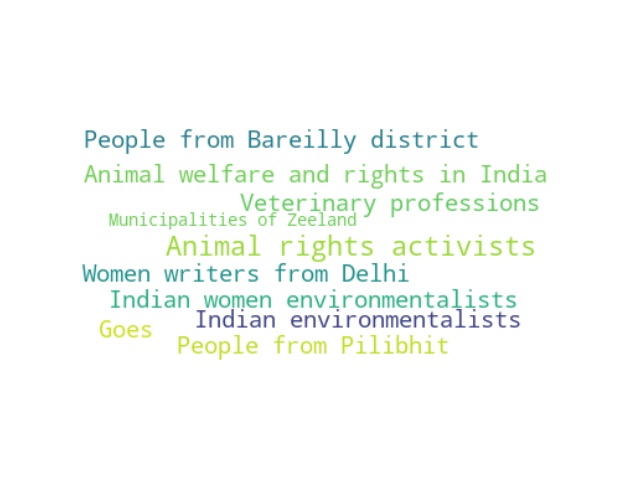 People from Bareilly district
Animal welfare and rights in India
Veterinary professions
Municipalities of Zeeland
Animal rights activists
Women writers from Delhi
Indian women environmentalists
Indian environmentalists
Goes
People from Pilibhit